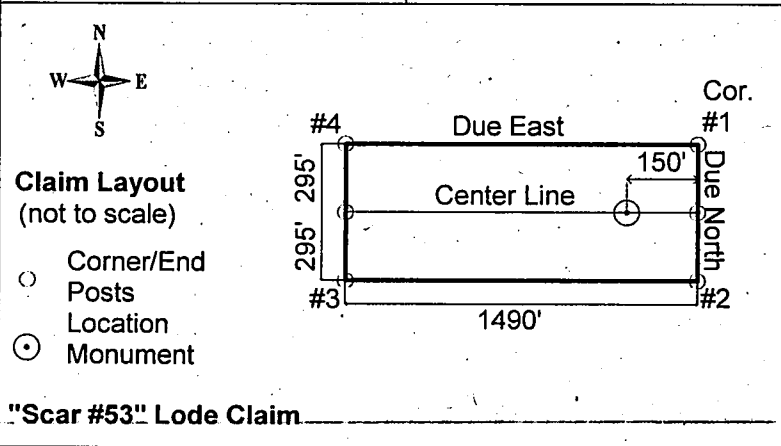 N
W E
S
Claim Layout
(not to scale)
Corner/End
Posts
Location
Monument
Cor.
#4 Due East #1
150'
295'
Center Line
Due North
295'
#3 #2
1490'
"Scar #53" Lode Claim